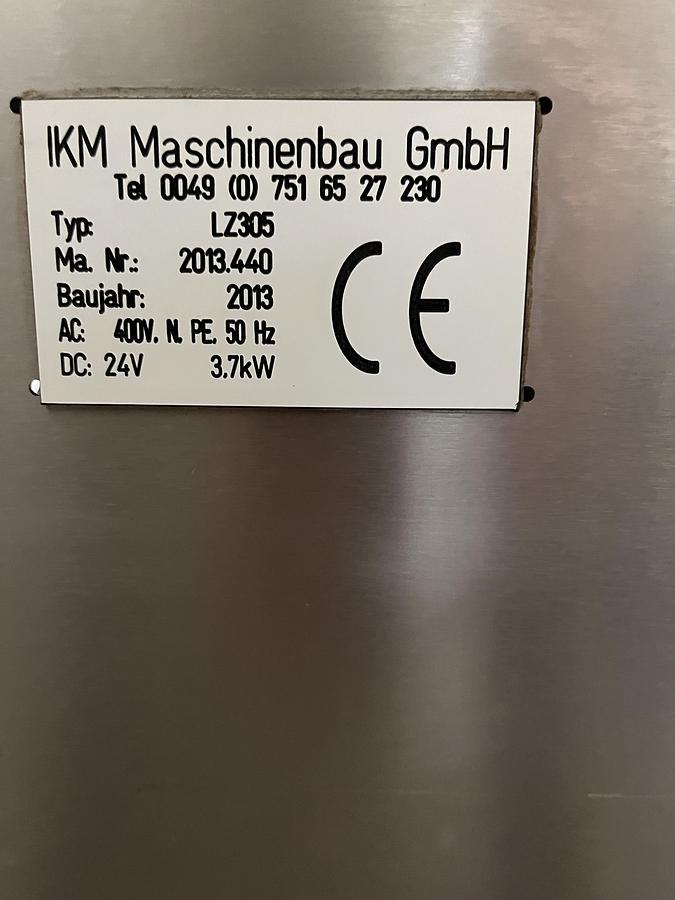 IKM Maschinenbau GmbH
Tel 0049 (0) 751 65 27 230
Typ: LZ305
Ma. Nr.: 2013.440
Baujahr: 2013
AC: 400V. N. PE. 50 Hz
DC: 24V 3.7kW
CE